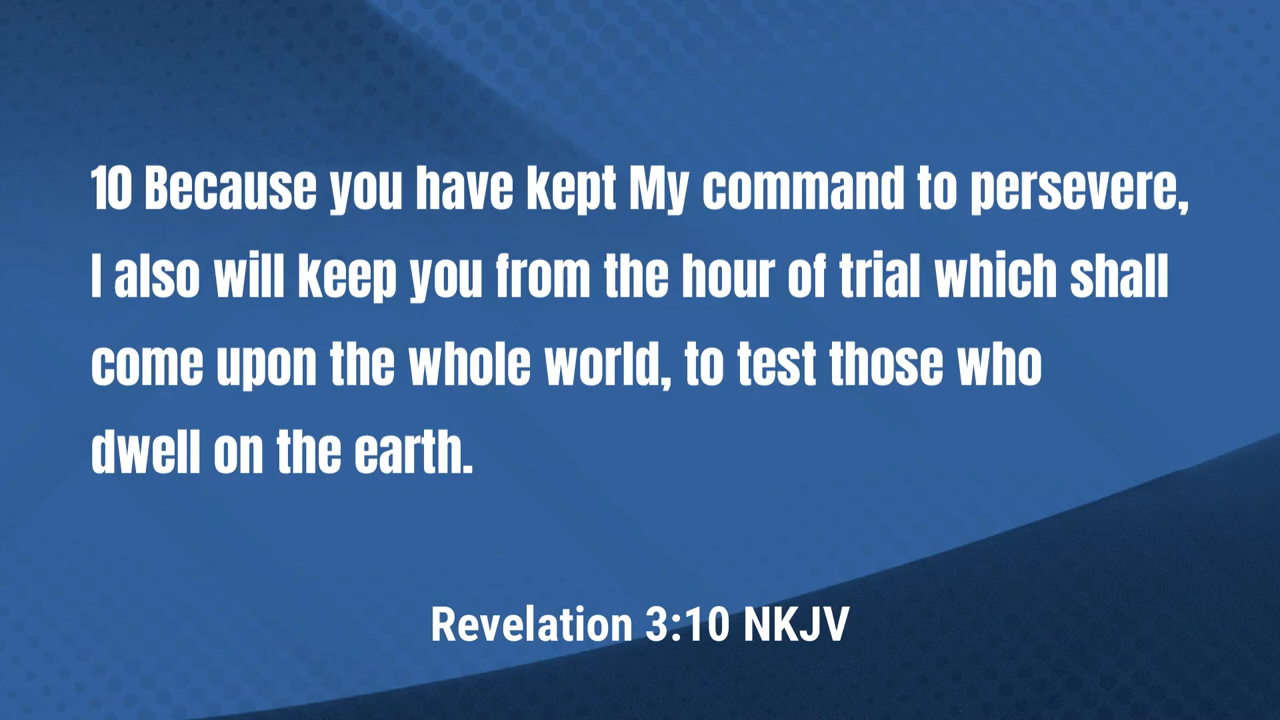 10 Because you have kept My command to persevere,
I also will keep you from the hour of trial which shall
come upon the whole world, to test those who
dwell on the earth.
Revelation 3:10 NKJV